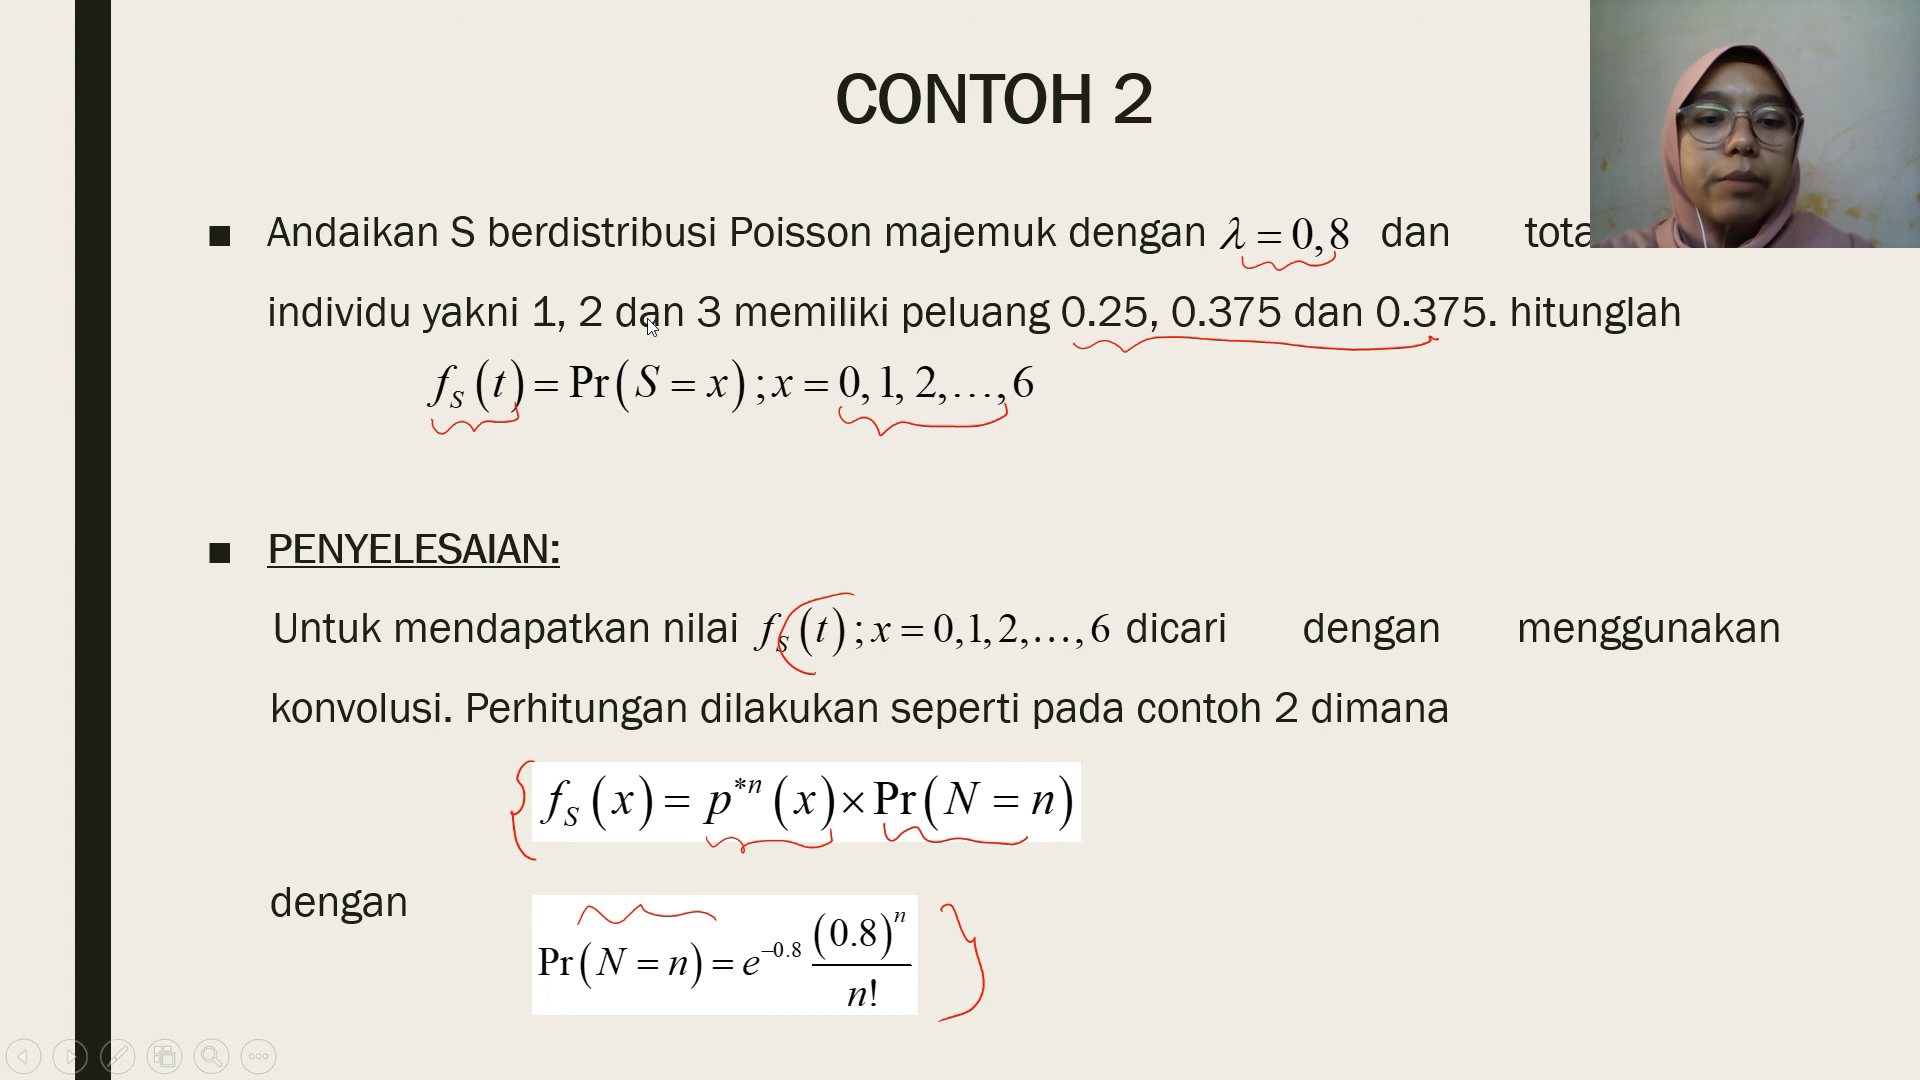 CONTOH 2
■ Andaikan S berdistribusi Poisson majemuk dengan λ = 0,8 dan
individu yakni 1, 2 dan 3 memiliki peluang 0.25, 0.375 dan 0.375. hitunglah
f_S(t) = Pr(S = x); x = 0, 1, 2,..., 6
■ PENYELESAIAN:
Untuk mendapatkan nilai f_S(t); x = 0,1,2,...,6 dicari dengan menggunakan
konvolusi. Perhitungan dilakukan seperti pada contoh 2 dimana
f_S(x) = p^{*n}(x) × Pr(N = n)
dengan
Pr(N = n) = e^{-0.8} (0.8)^n / n!